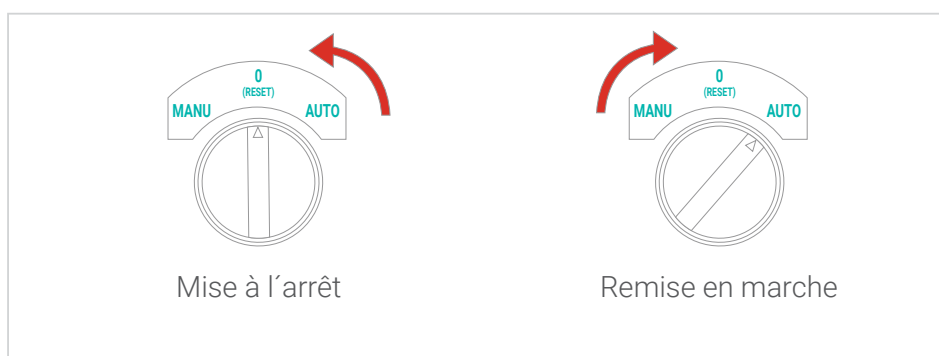 0
(RESET)
MANU
AUTO
0
(RESET)
MANU
AUTO
Mise à l´arrêt
Remise en marche